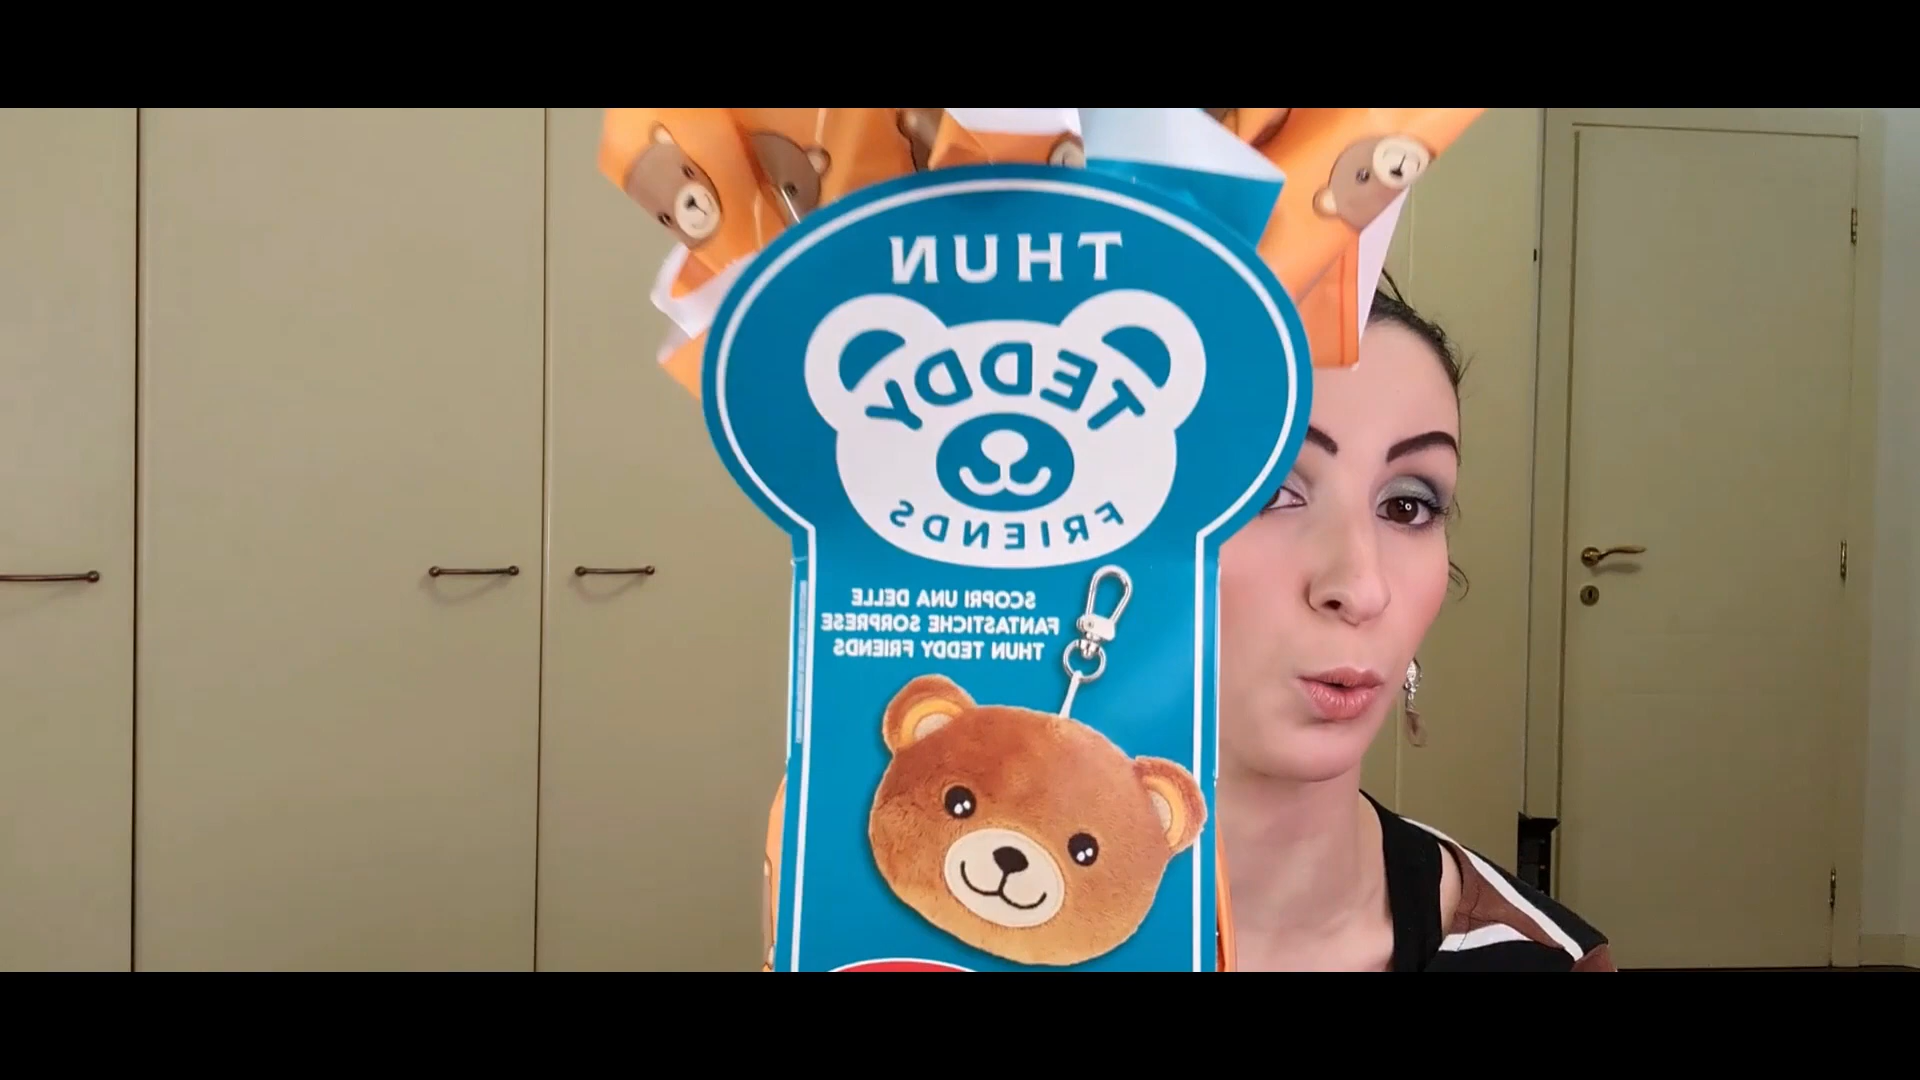 THUN
TEDDY
FRIENDS
SCOPRI UNA DELLE
FANTASTICHE SORPRESE
THUN TEDDY FRIENDS